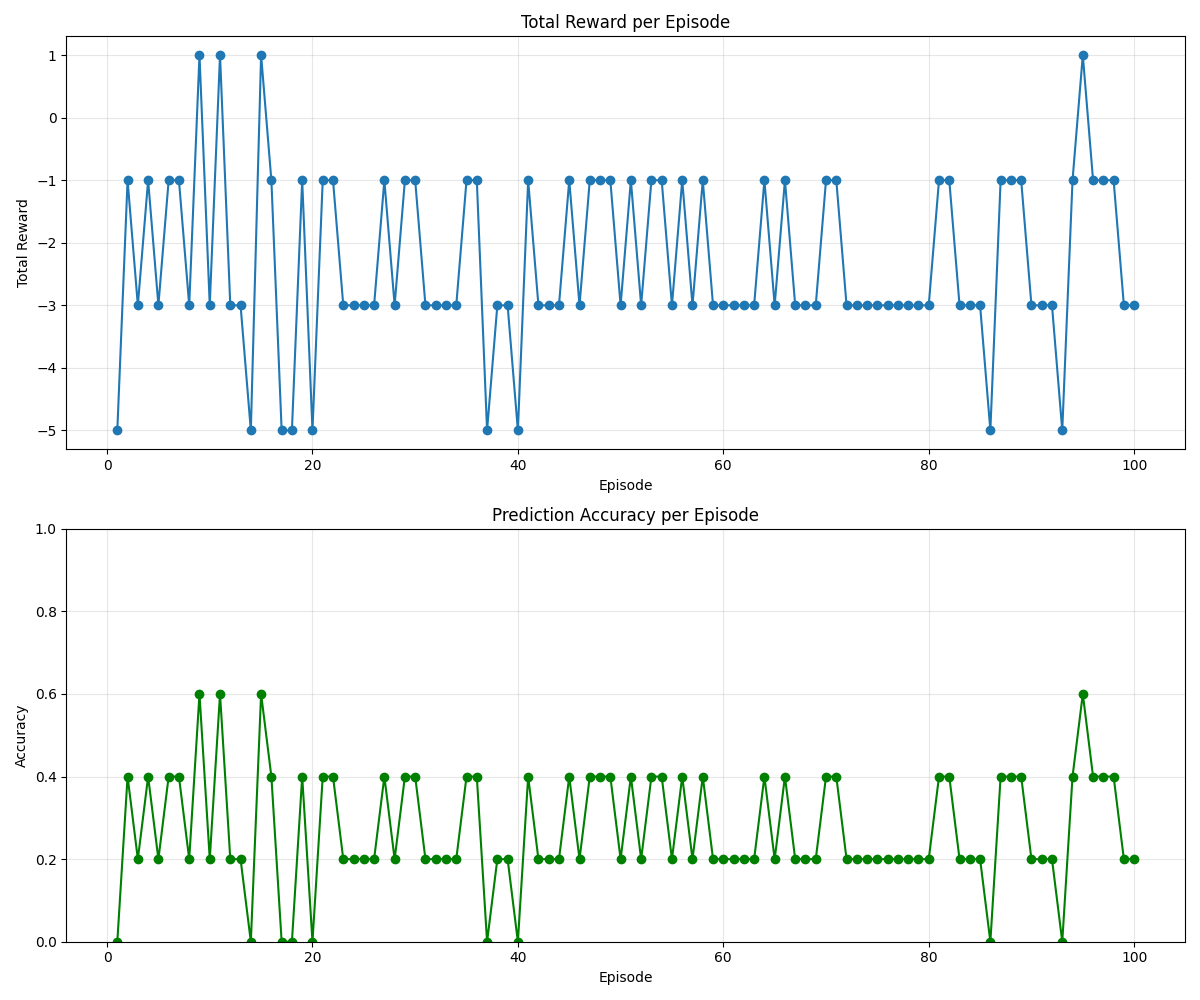 Total Reward per Episode
1
0
−1
−2
−3
−4
−5
Total Reward
0 20 40 60 80 100
Episode
Prediction Accuracy per Episode
1.0
0.8
0.6
0.4
0.2
0.0
Accuracy
0 20 40 60 80 100
Episode